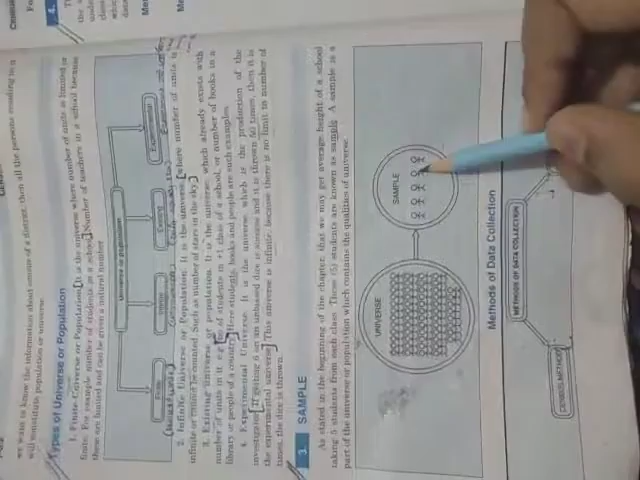 we want to know the information about census of a district, then all the persons residing in a
will constitute population or universe.
Types of Universe or Population
1. Finite Universe or Population. It is the universe where number of units is limited or
finite. For example number of students in a school. Number of teachers in a school because
these are limited and can be given a natural number
Universe or Population
Finite
Infinite
Existing
Experimental
2. Infinite Universe or Population. It is the universe where number of units is
infinite or cannot be counted. Such as number of stars in the sky.
3. Existing universe or population. It is the universe which already exists with
number of units in it. e.g. no of students in +1 class of a school, or number of books in a
library or people of a country. Here students, books and people are such examples.
4. Experimental Universe. It is the universe which is the production of the
investigation. If getting 6 on an unbiased dice is success and it is thrown 50 times, then it is
the experimental universe. This universe is infinite, because there is no limit to number of
times, the dice is thrown.
3. SAMPLE
As stated in the beginning of the chapter, that we may get average height of a school
taking 5 students from each class. These (5) students are known as sample. A sample is a
part of the universe or population which contains the qualities of universe.
UNIVERSE
SAMPLE
Methods of Data Collection
METHODS OF DATA COLLECTION
CENSUS METHOD